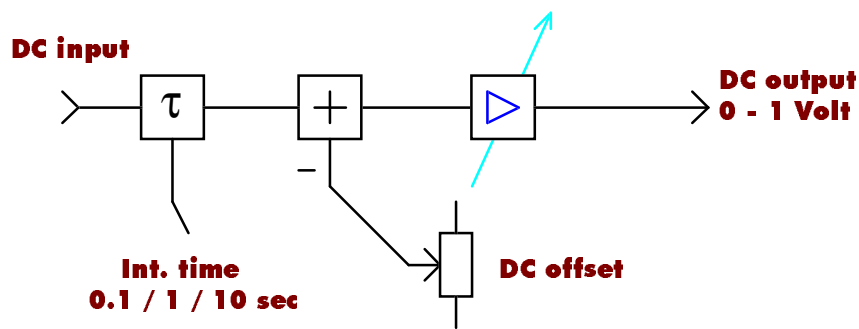 DC input
τ
+
−
DC output
0 - 1 Volt
DC offset
Int. time
0.1 / 1 / 10 sec